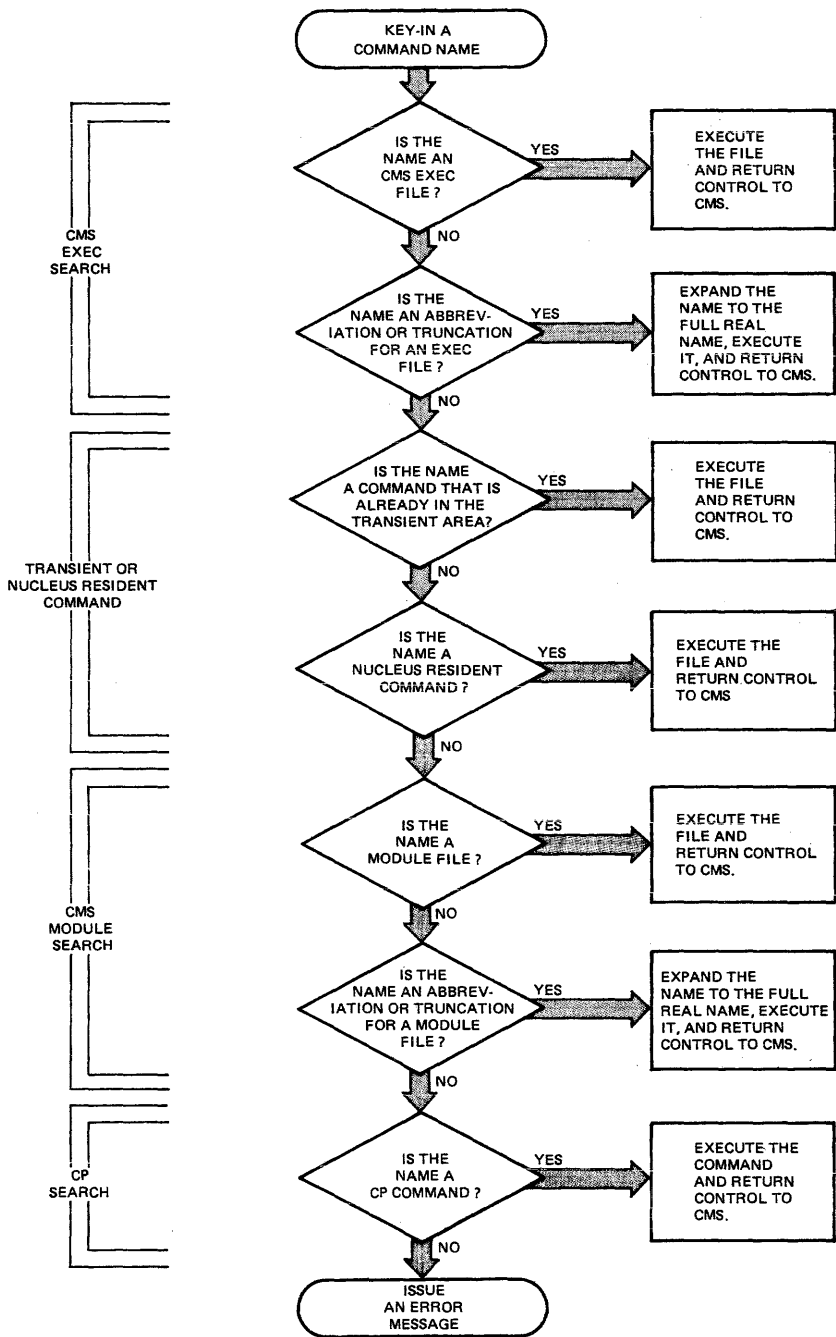 KEY-IN A
COMMAND NAME
CMS
EXEC
SEARCH
IS THE
NAME AN
CMS EXEC
FILE ?
YES
EXECUTE
THE FILE
AND RETURN
CONTROL TO
CMS.
NO
IS THE
NAME AN ABBREV-
IATION OR TRUNCATION
FOR AN EXEC
FILE ?
YES
EXPAND THE
NAME TO THE
FULL REAL
NAME, EXECUTE
IT, AND RETURN
CONTROL TO CMS.
NO
TRANSIENT OR
NUCLEUS RESIDENT
COMMAND
IS THE NAME
A COMMAND THAT IS
ALREADY IN THE
TRANSIENT AREA?
YES
EXECUTE
THE FILE
AND RETURN
CONTROL TO
CMS.
NO
IS THE
NAME A
NUCLEUS RESIDENT
COMMAND ?
YES
EXECUTE THE
FILE AND
RETURN CONTROL
TO CMS
NO
CMS
MODULE
SEARCH
IS THE
NAME A
MODULE FILE ?
YES
EXECUTE THE
FILE AND
RETURN CONTROL
TO CMS.
NO
IS THE
NAME AN ABBREV-
IATION OR TRUNCATION
FOR A MODULE
FILE ?
YES
EXPAND THE
NAME TO THE FULL
REAL NAME, EXECUTE
IT, AND RETURN
CONTROL TO CMS.
NO
CP
SEARCH
IS THE
NAME A
CP COMMAND ?
YES
EXECUTE THE
COMMAND
AND RETURN
CONTROL TO
CMS.
NO
ISSUE
AN ERROR
MESSAGE